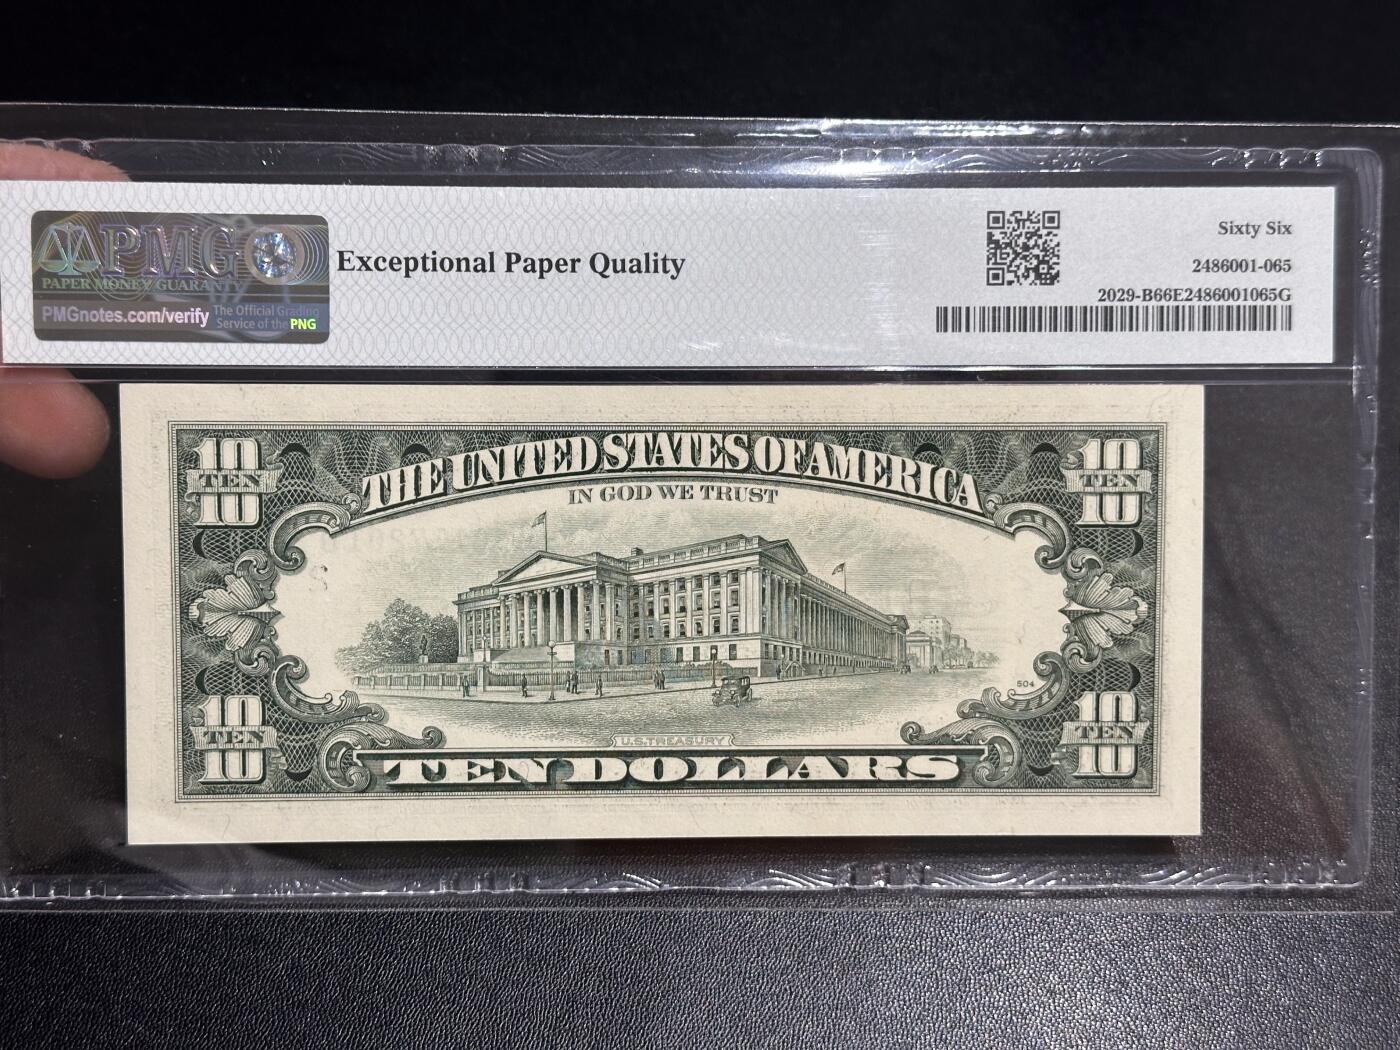 PMG
PAPER MONEY GUARANTY
PMGnotes.com/verify
The Official Grading
Service of the PNG
Exceptional Paper Quality
Sixty Six
2486001-065
2029-B66E2486001065G
10
TEN
10
THE UNITED STATES OF AMERICA
IN GOD WE TRUST
10
TEN
10
504
10
TEN
10
U.S. TREASURY
TEN DOLLARS
10
TEN
10